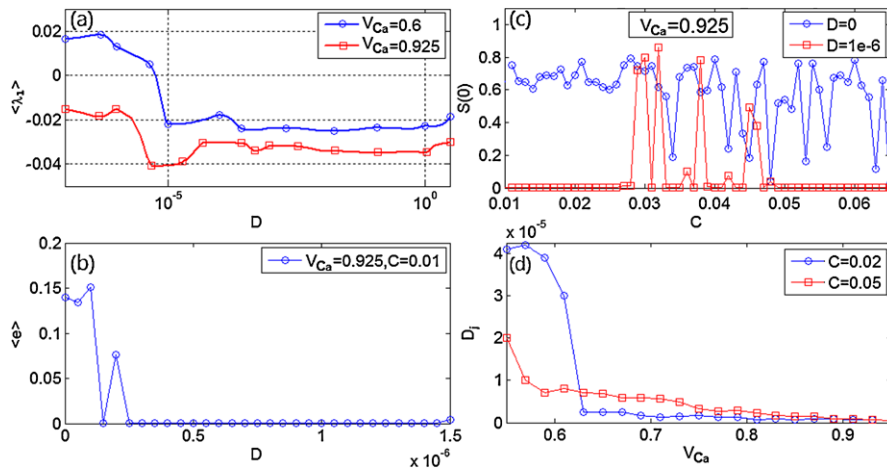 (a)
V_Ca=0.6
V_Ca=0.925
0.02
0
-0.02
-0.04
<λ₁>
10⁻⁵
10⁰
D
(c)
V_Ca=0.925
D=0
D=1e-6
1
0.8
0.6
0.4
0.2
0
S(0)
0.01
0.02
0.03
0.04
0.05
0.06
C
(b)
V_Ca=0.925,C=0.01
0.2
0.15
0.1
0.05
0
<e>
0
0.5
1
1.5
D
x 10⁻⁶
x 10⁻⁵
(d)
C=0.02
C=0.05
4
3
2
1
0
D_j
0.6
0.7
0.8
0.9
V_Ca